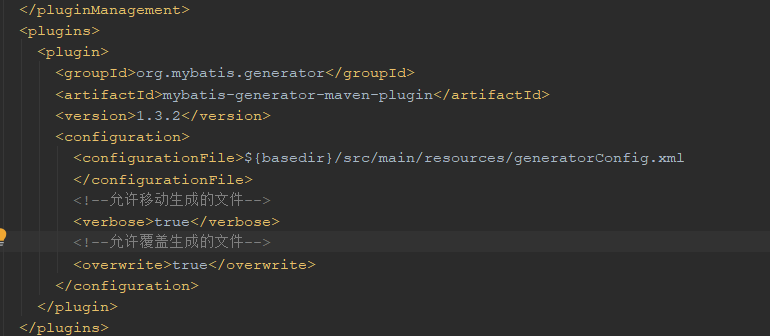 </pluginManagement>
<plugins>
<plugin>
<groupId>org.mybatis.generator</groupId>
<artifactId>mybatis-generator-maven-plugin</artifactId>
<version>1.3.2</version>
<configuration>
<configurationFile>${basedir}/src/main/resources/generatorConfig.xml
</configurationFile>
<!--允许移动生成的文件-->
<verbose>true</verbose>
<!--允许覆盖生成的文件-->
<overwrite>true</overwrite>
</configuration>
</plugin>
</plugins>